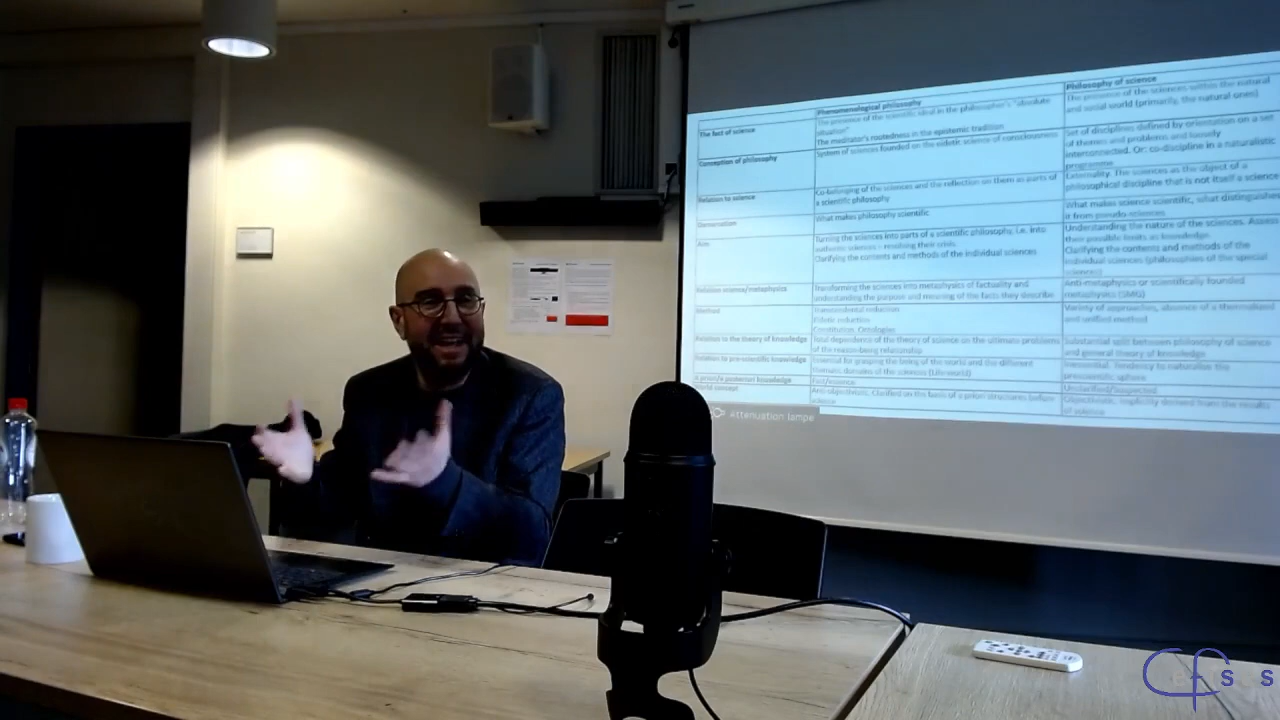 Phenomenological philosophy
Philosophy of science
The fact of science
The presence of the scientific ideal in the philosopher's "absolute
situation"
The meditator's rootedness in the epistemic tradition
The presence of the sciences within the natural
and social world (primarily, the natural ones)
Conception of philosophy
System of sciences founded on the eidetic science of consciousness
Set of disciplines defined by orientation on a set
of themes and problems and loosely
interconnected. Or: co-discipline in a naturalistic
programme
Relation to science
Co-belonging of the sciences and the reflection on them as parts of
a scientific philosophy
Externality. The sciences as the object of a
philosophical discipline that is not itself a science
Demarcation
What makes philosophy scientific
What makes science scientific, what distinguishes
it from pseudo-sciences
Aim
Turning the sciences into parts of a scientific philosophy, i.e. into
authentic sciences > resolving their crisis.
Clarifying the contents and methods of the individual sciences
Understanding the nature of the sciences. Assess
their possible limits as knowledge.
Clarifying the contents and methods of the
individual sciences (philosophies of the special
sciences)
Relation science/metaphysics
Transforming the sciences into metaphysics of factuality and
understanding the purpose and meaning of the facts they describe
Anti-metaphysics or scientifically founded
metaphysics (SMG)
Method
Transcendental reduction
Eidetic reduction
Constitution. Ontologies
Variety of approaches, absence of a thematized
and unified method
Relation to the theory of knowledge
Total dependence of the theory of science on the ultimate problems
of the reason-being relationship
Substantial split between philosophy of science
and general theory of knowledge
Relation to pre-scientific knowledge
Essential for grasping the being of the world and the different
thematic domains of the sciences (Lifeworld)
Inessential. Tendency to naturalize the
prescientific sphere
A priori/a posteriori knowledge
Fact/essence
Unclarified/suspected
World concept
Anti-objectivism. Clarified on the basis of a priori structures before
science
Objectivism. Implicitly derived from the results
of science
Atténuation lampe
Cefiss